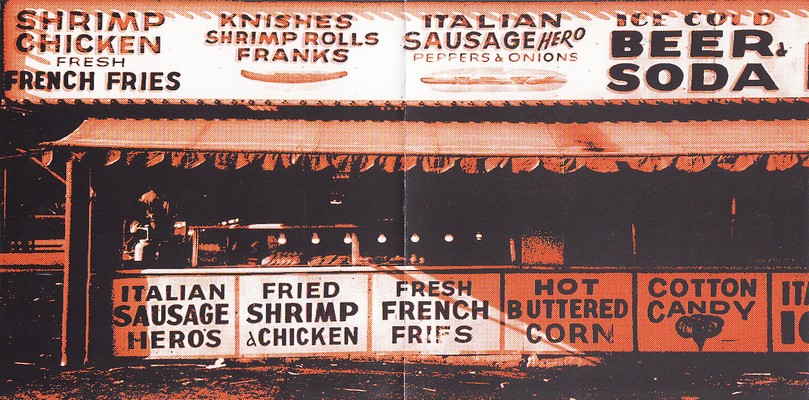 SHRIMP
CHICKEN
FRESH
FRENCH FRIES
KNISHES
SHRIMP ROLLS
FRANKS
ITALIAN
SAUSAGE HERO
PEPPERS & ONIONS
ICE COLD
BEER &
SODA
ITALIAN
SAUSAGE
HERO'S
FRIED
SHRIMP
& CHICKEN
FRESH
FRENCH
FRIES
HOT
BUTTERED
CORN
COTTON
CANDY